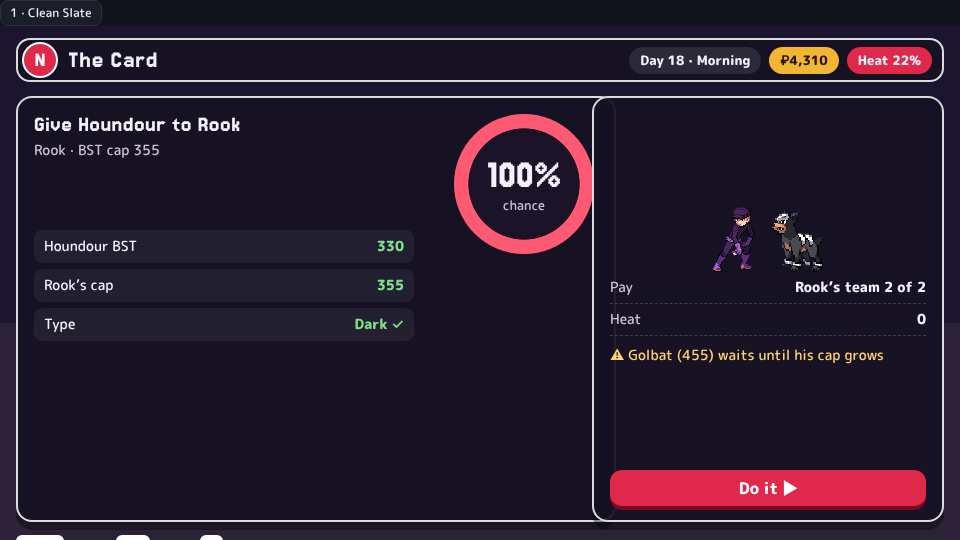 1 · Clean Slate
N The Card
Day 18 · Morning
₽4,310
Heat 22%
Give Houndour to Rook
Rook · BST cap 355
100%
chance
Houndour BST 330
Rook's cap 355
Type Dark ✓
Pay Rook's team 2 of 2
Heat 0
⚠ Golbat (455) waits until his cap grows
Do it ▶